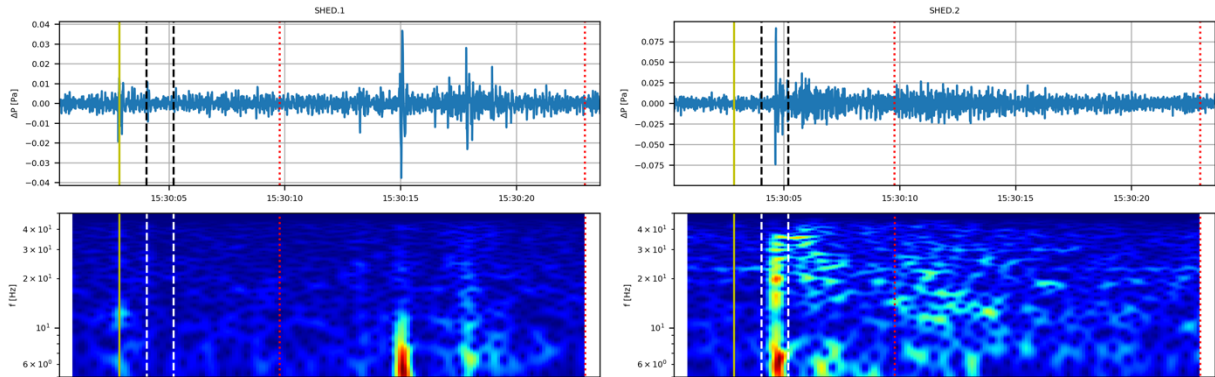 SHED.1
SHED.2
ΔP [Pa]
0.04
0.03
0.02
0.01
0.00
−0.01
−0.02
−0.03
−0.04
15:30:05
15:30:10
15:30:15
15:30:20
ΔP [Pa]
0.075
0.050
0.025
0.000
−0.025
−0.050
−0.075
15:30:05
15:30:10
15:30:15
15:30:20
f [Hz]
4 × 10¹
3 × 10¹
2 × 10¹
10¹
6 × 10⁰
f [Hz]
4 × 10¹
3 × 10¹
2 × 10¹
10¹
6 × 10⁰